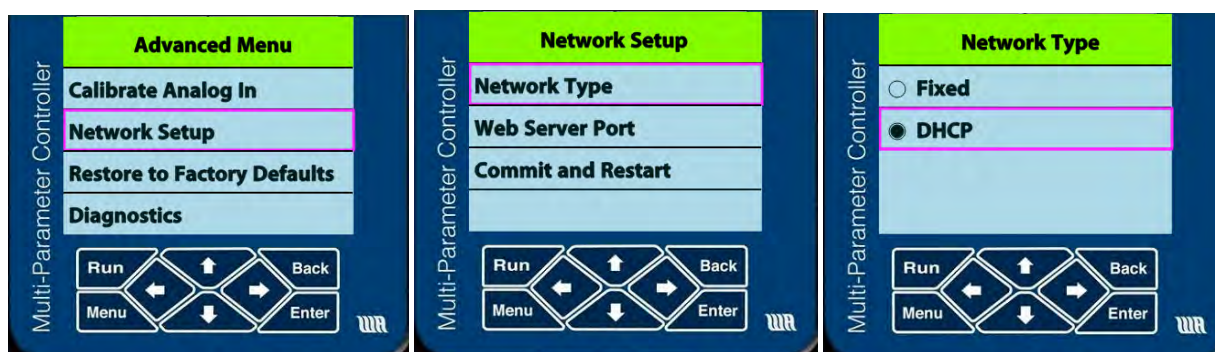 Advanced Menu
Multi-Parameter Controller
Calibrate Analog In
Network Setup
Restore to Factory Defaults
Diagnostics
Run
Back
Menu
Enter
Network Setup
Multi-Parameter Controller
Network Type
Web Server Port
Commit and Restart
Run
Back
Menu
Enter
Network Type
Multi-Parameter Controller
Fixed
DHCP
Run
Back
Menu
Enter